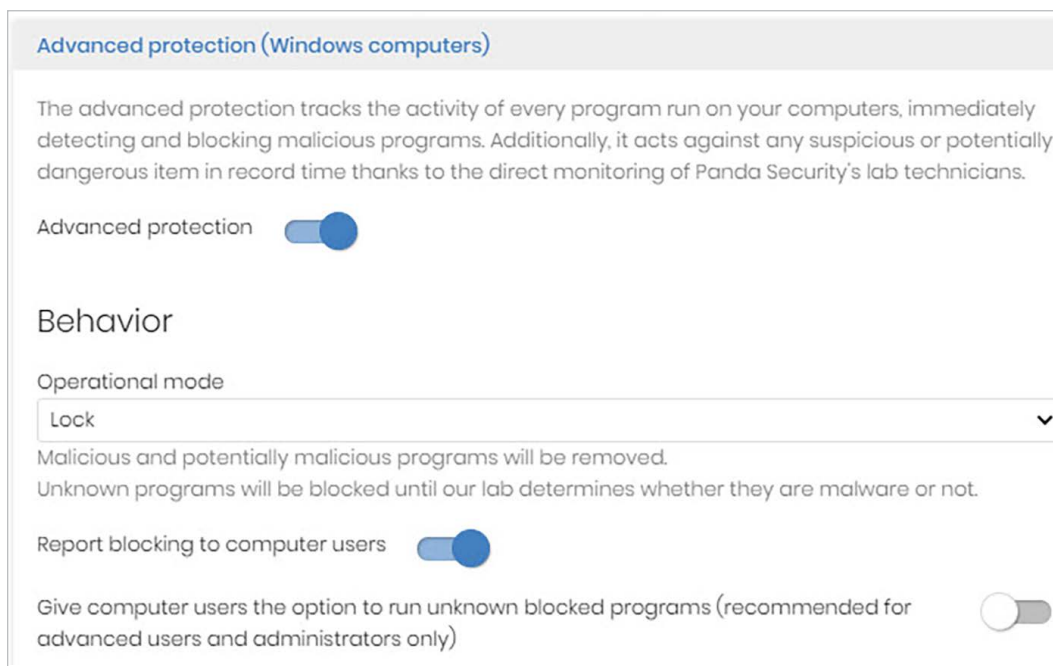 Advanced protection (Windows computers)
The advanced protection tracks the activity of every program run on your computers, immediately
detecting and blocking malicious programs. Additionally, it acts against any suspicious or potentially
dangerous item in record time thanks to the direct monitoring of Panda Security's lab technicians.
Advanced protection
Behavior
Operational mode
Lock
Malicious and potentially malicious programs will be removed.
Unknown programs will be blocked until our lab determines whether they are malware or not.
Report blocking to computer users
Give computer users the option to run unknown blocked programs (recommended for
advanced users and administrators only)